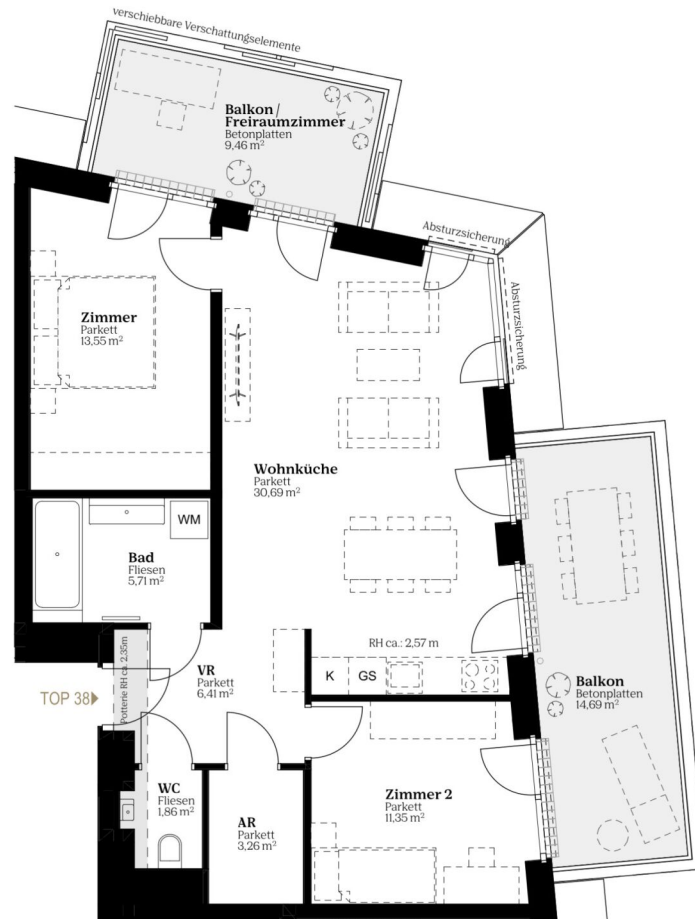 verschiebbare Verschattungselemente
Balkon/
Freiraumzimmer
Betonplatten
9,46 m²
Absturzsicherung
Absturzsicherung
Zimmer
Parkett
13,55 m²
Wohnküche
Parkett
30,69 m²
WM
Bad
Fliesen
5,71 m²
RH ca.: 2,57 m
K
GS
VR
Parkett
6,41 m²
Potterie RH ca. 2.35m
TOP 38
Balkon
Betonplatten
14,69 m²
WC
Fliesen
1,86 m²
AR
Parkett
3,26 m²
Zimmer 2
Parkett
11,35 m²